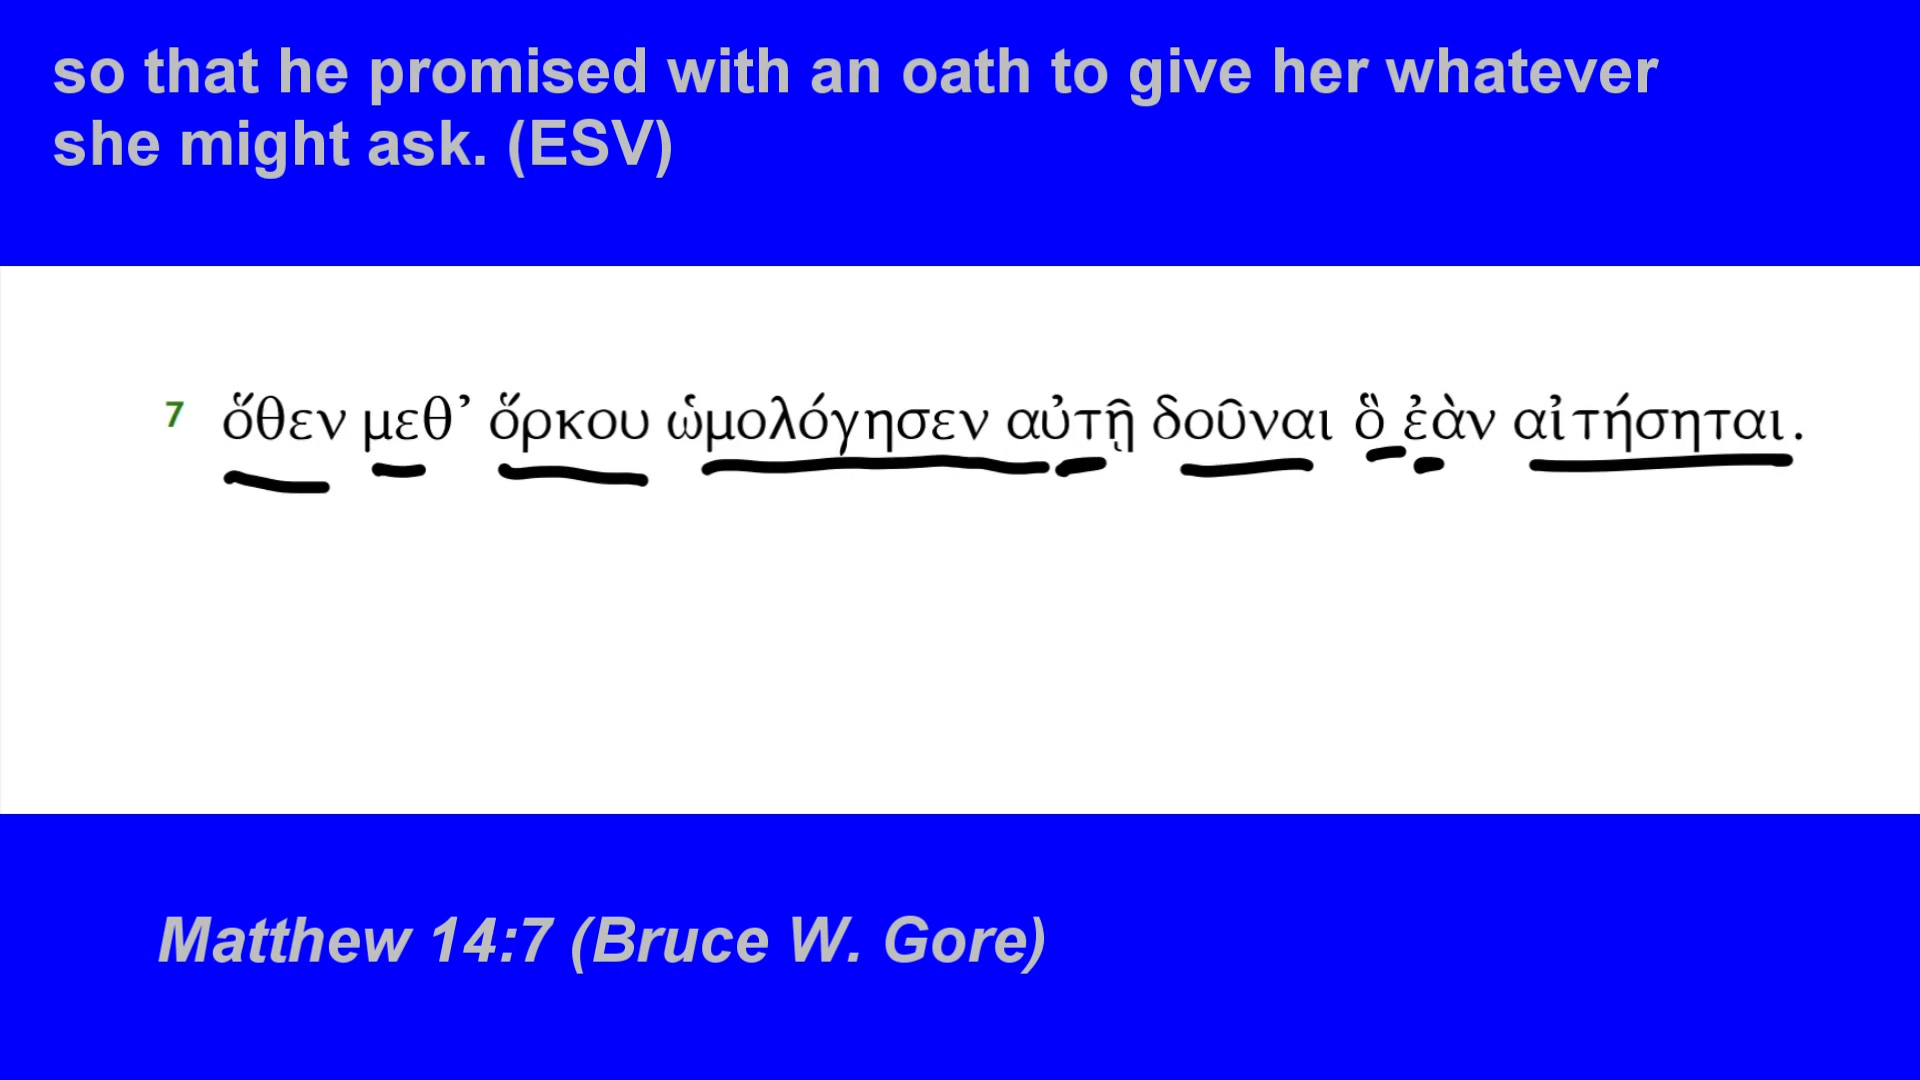 so that he promised with an oath to give her whatever
she might ask. (ESV)
7 ὅθεν μεθ’ ὅρκου ὡμολόγησεν αὐτῇ δοῦναι ὃ ἐὰν αἰτήσηται.
Matthew 14:7 (Bruce W. Gore)